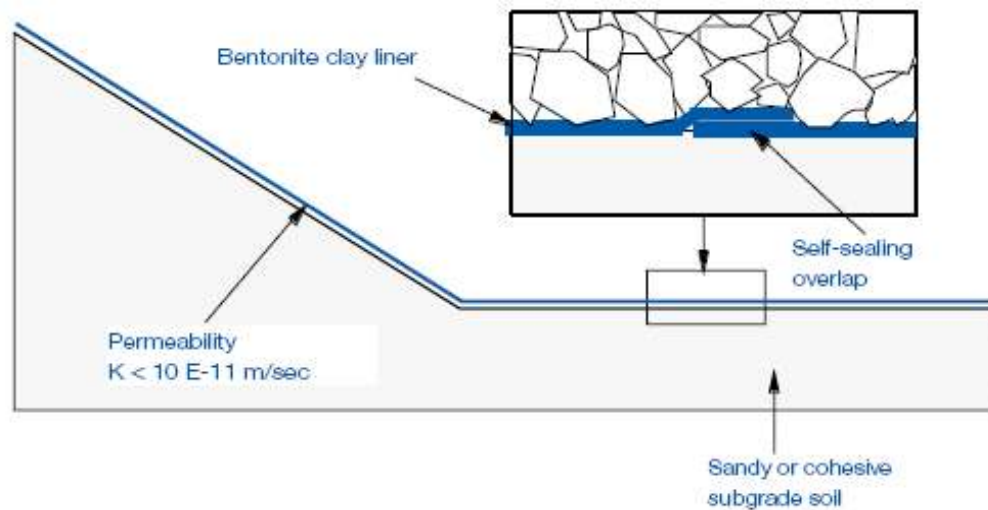 Bentonite clay liner
Self-sealing
overlap
Permeability
K < 10 E-11 m/sec
Sandy or cohesive
subgrade soil